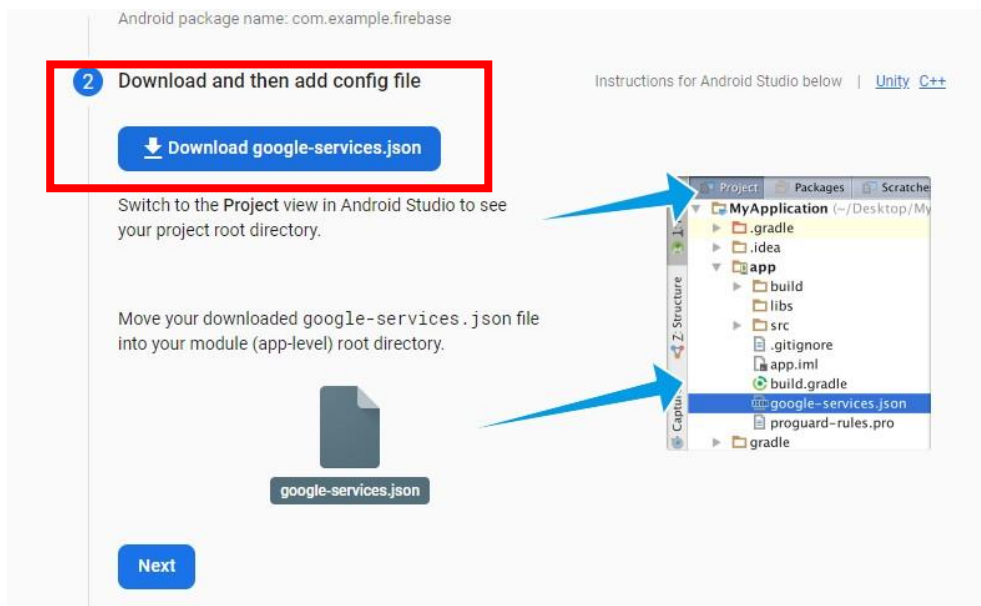 Android package name: com.example.firebase
2 Download and then add config file
Instructions for Android Studio below | Unity C++
Download google-services.json
Switch to the Project view in Android Studio to see
your project root directory.
Move your downloaded google-services.json file
into your module (app-level) root directory.
google-services.json
Next
Project Packages
MyApplication (~/Desktop/My
.gradle
.idea
app
build
libs
src
.gitignore
app.iml
build.gradle
google-services.json
proguard-rules.pro
gradle
Z: Structure